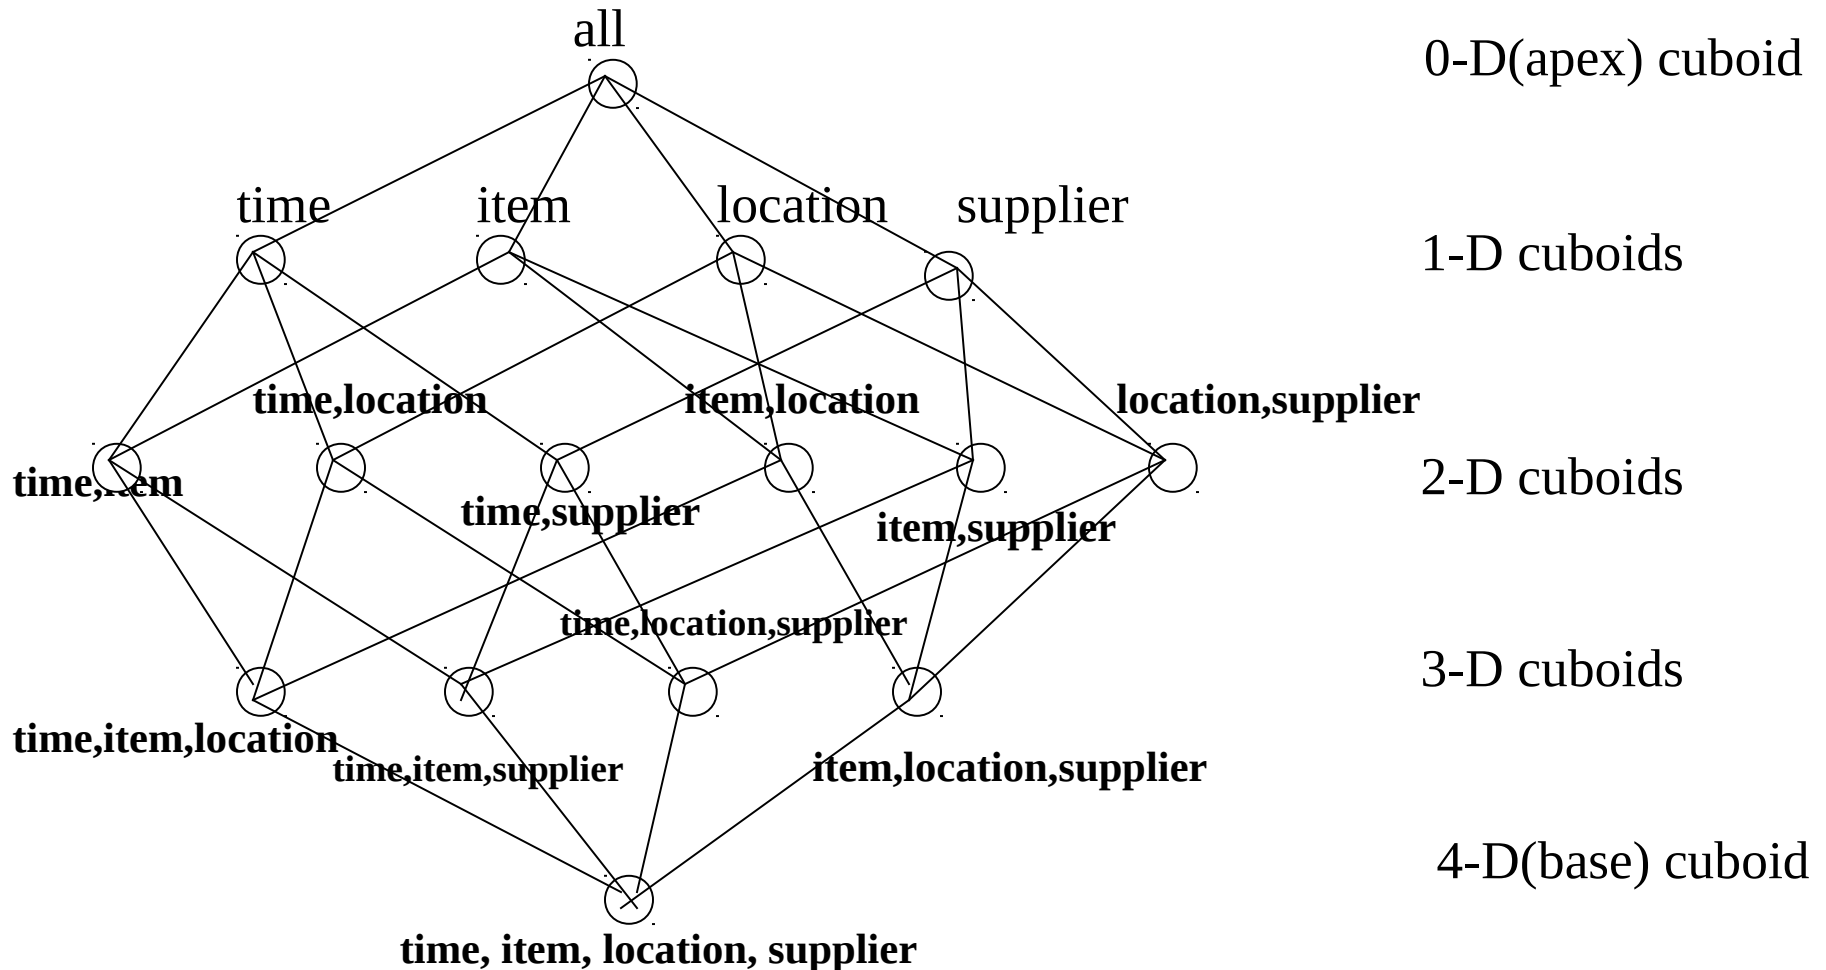 all
0-D(apex) cuboid
time item location supplier
1-D cuboids
time,location item,location location,supplier
time,item
2-D cuboids
time,supplier
item,supplier
time,location,supplier
3-D cuboids
time,item,location
time,item,supplier
item,location,supplier
4-D(base) cuboid
time, item, location, supplier